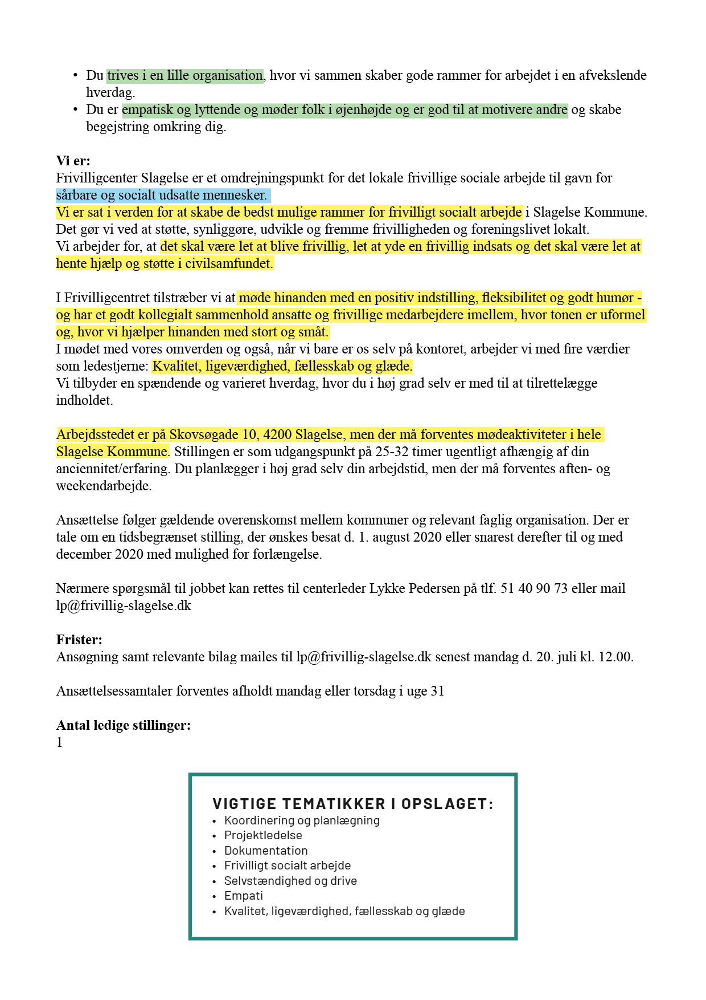 • Du trives i en lille organisation, hvor vi sammen skaber gode rammer for arbejdet i en afvekslende
hverdag.
• Du er empatisk og lyttende og møder folk i øjenhøjde og er god til at motivere andre og skabe
begejstring omkring dig.
Vi er:
Frivilligcenter Slagelse er et omdrejningspunkt for det lokale frivillige sociale arbejde til gavn for
sårbare og socialt udsatte mennesker.
Vi er sat i verden for at skabe de bedst mulige rammer for frivilligt socialt arbejde i Slagelse Kommune.
Det gør vi ved at støtte, synliggøre, udvikle og fremme frivilligheden og foreningslivet lokalt.
Vi arbejder for, at det skal være let at blive frivillig, let at yde en frivillig indsats og det skal være let at
hente hjælp og støtte i civilsamfundet.
I Frivilligcentret tilstræber vi at møde hinanden med en positiv indstilling, fleksibilitet og godt humør -
og har et godt kollegialt sammenhold ansatte og frivillige medarbejdere imellem, hvor tonen er uformel
og, hvor vi hjælper hinanden med stort og småt.
I mødet med vores omverden og også, når vi bare er os selv på kontoret, arbejder vi med fire værdier
som ledestjerne: Kvalitet, ligeværdighed, fællesskab og glæde.
Vi tilbyder en spændende og varieret hverdag, hvor du i høj grad selv er med til at tilrettelægge
indholdet.
Arbejdsstedet er på Skovsøgade 10, 4200 Slagelse, men der må forventes mødeaktiviteter i hele
Slagelse Kommune. Stillingen er som udgangspunkt på 25-32 timer ugentligt afhængig af din
anciennitet/erfaring. Du planlægger i høj grad selv din arbejdstid, men der må forventes aften- og
weekendarbejde.
Ansættelse følger gældende overenskomst mellem kommuner og relevant faglig organisation. Der er
tale om en tidsbegrænset stilling, der ønskes besat d. 1. august 2020 eller snarest derefter til og med
december 2020 med mulighed for forlængelse.
Nærmere spørgsmål til jobbet kan rettes til centerleder Lykke Pedersen på tlf. 51 40 90 73 eller mail
lp@frivillig-slagelse.dk
Frister:
Ansøgning samt relevante bilag mailes til lp@frivillig-slagelse.dk senest mandag d. 20. juli kl. 12.00.
Ansættelsessamtaler forventes afholdt mandag eller torsdag i uge 31
Antal ledige stillinger:
1
VIGTIGE TEMATIKKER I OPSLAGET:
• Koordinering og planlægning
• Projektledelse
• Dokumentation
• Frivilligt socialt arbejde
• Selvstændighed og drive
• Empati
• Kvalitet, ligeværdighed, fællesskab og glæde